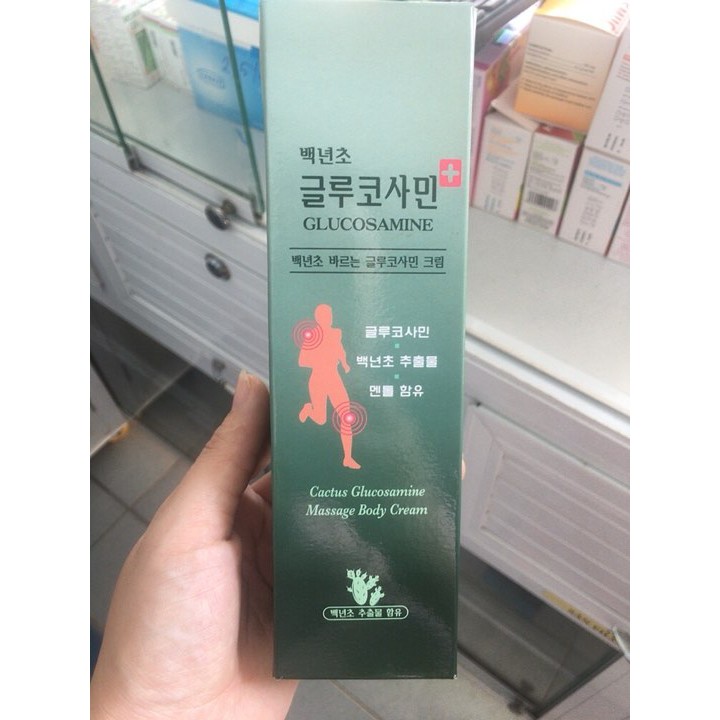 백년초
글루코사민
GLUCOSAMINE
백년초 바르는 글루코사민 크림
글루코사민
백년초 추출물
멘톨 함유
Cactus Glucosamine
Massage Body Cream
백년초 추출물 함유